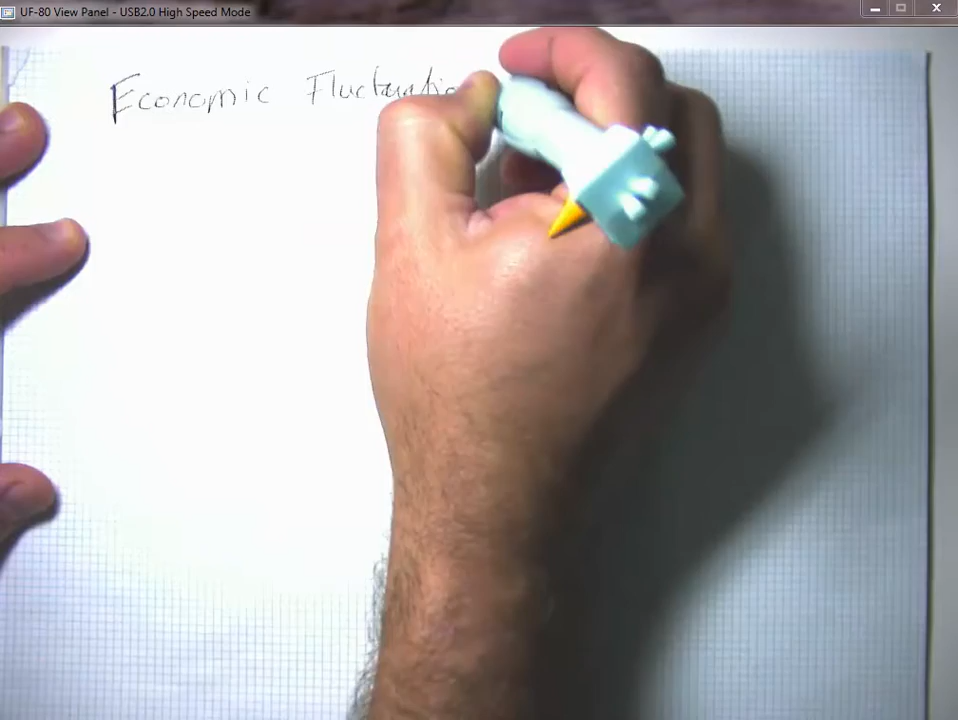 UF-80 View Panel - USB2.0 High Speed Mode
Economic Fluctuatio